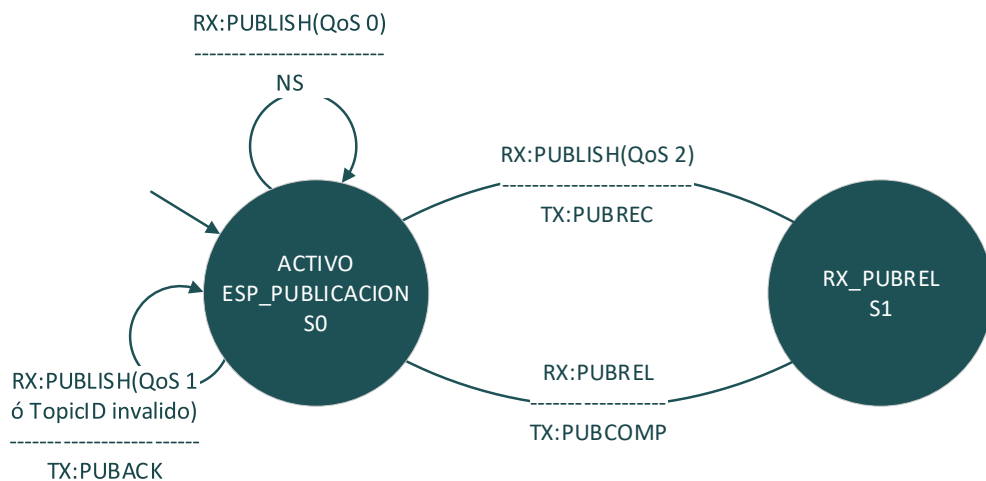 RX:PUBLISH(QoS 0)
NS
RX:PUBLISH(QoS 2)
TX:PUBREC
ACTIVO
ESP_PUBLICACION
S0
RX_PUBREL
S1
RX:PUBLISH(QoS 1
ó TopicID invalido)
TX:PUBACK
RX:PUBREL
TX:PUBCOMP